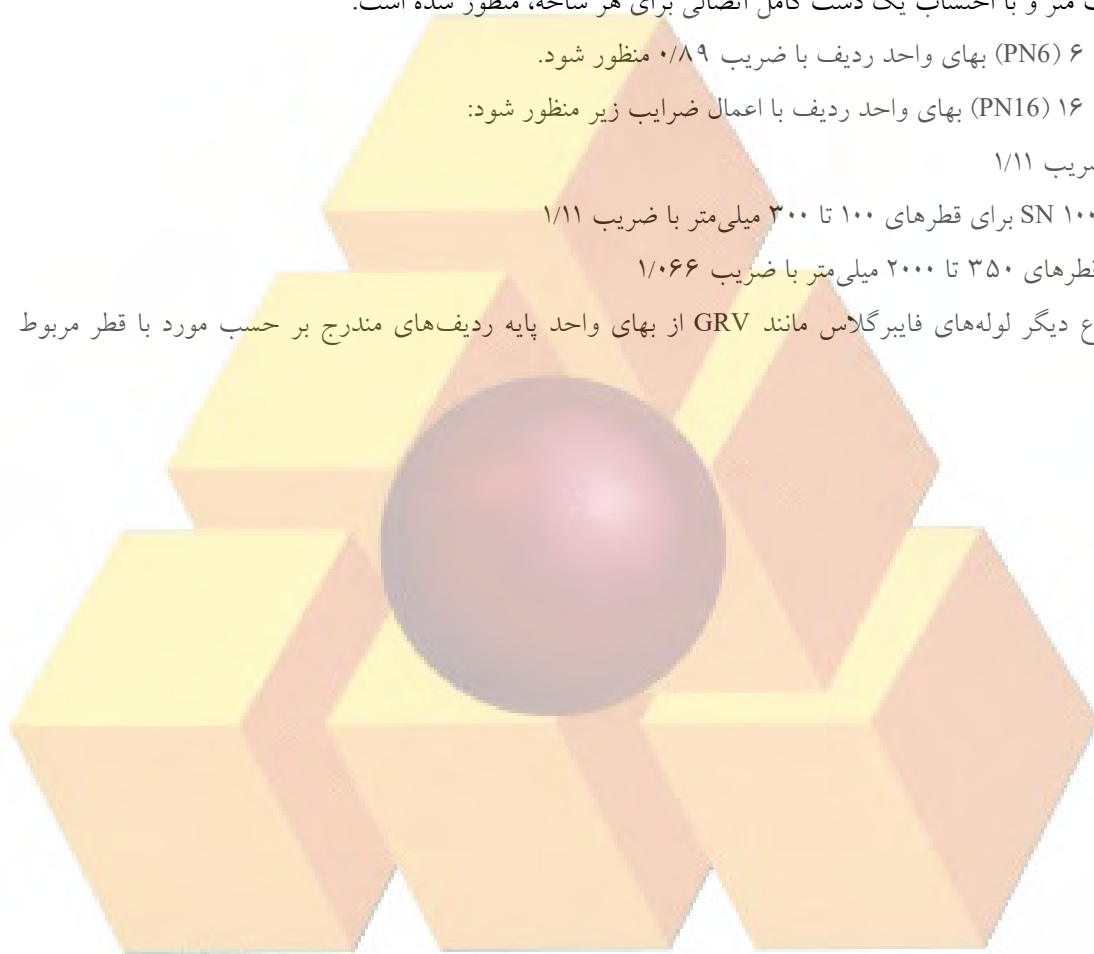 متر و با احتساب یک دست کامل اتصالی برای هر شاخه، منظور شده است.
۶ (PN6) بهای واحد ردیف با ضریب ۰/۸۹ منظور شود.
۱۶ (PN16) بهای واحد ردیف با اعمال ضرایب زیر منظور شود:
ضریب ۱/۱۱
SN ۱۰۰ برای قطرهای ۱۰۰ تا ۳۰۰ میلی‌متر با ضریب ۱/۱۱
قطرهای ۳۵۰ تا ۲۰۰۰ میلی‌متر با ضریب ۱/۰۶۶
ع دیگر لوله‌های فایبرگلاس مانند GRV از بهای واحد پایه ردیف‌های مندرج بر حسب مورد با قطر مربوط